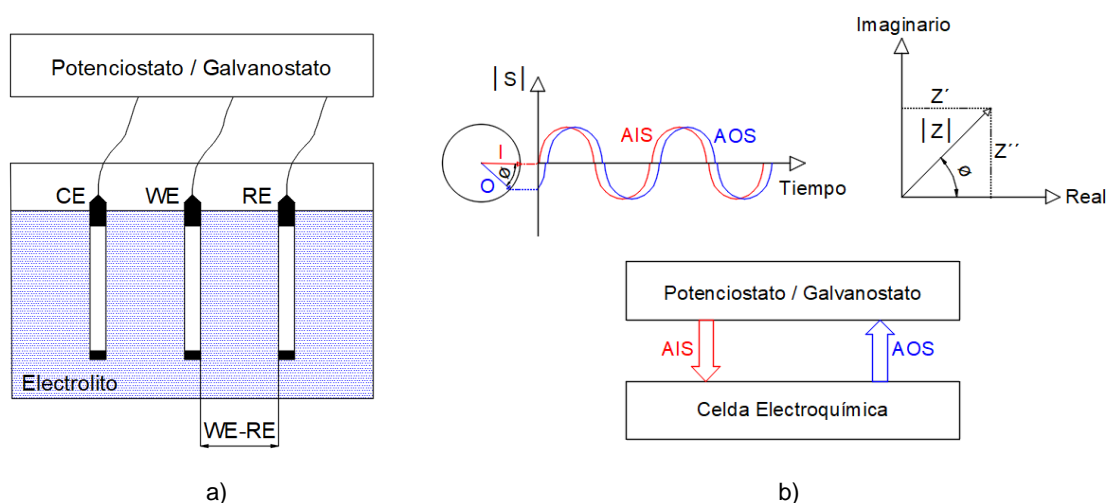 Potenciostato / Galvanostato
CE
WE
RE
Electrolito
WE-RE
a)
|S|
I
O
ø
AIS
AOS
Tiempo
Imaginario
Z´
|Z|
Z´´
ø
Real
Potenciostato / Galvanostato
AIS
AOS
Celda Electroquímica
b)